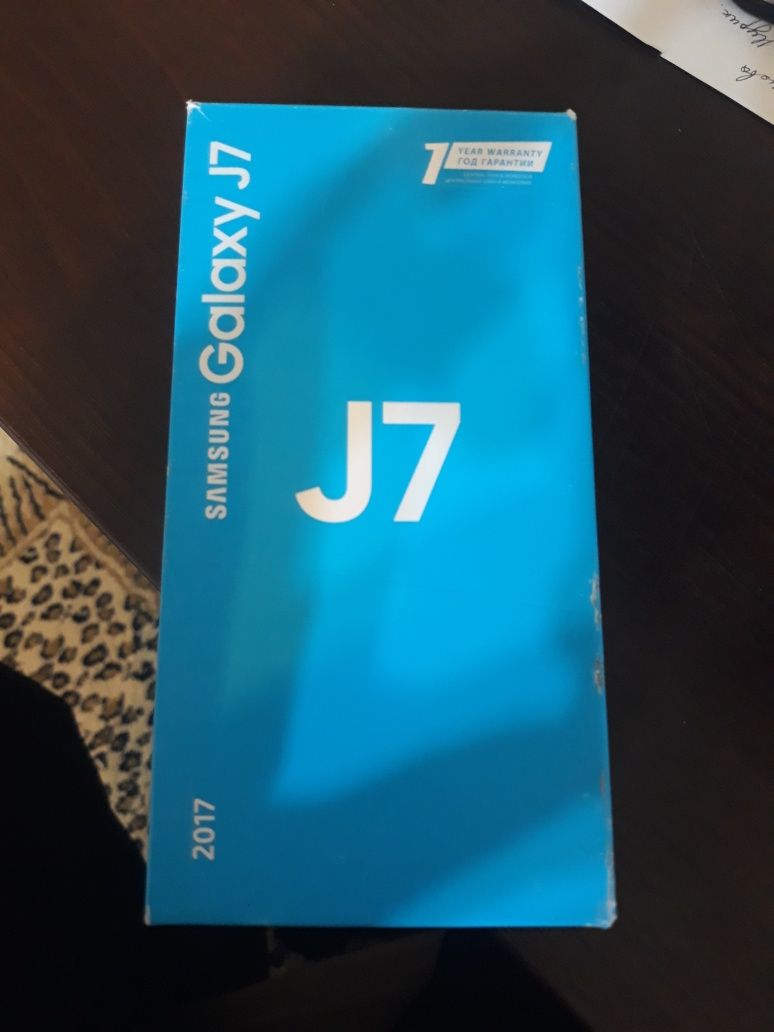 1 YEAR WARRANTY
ГОД ГАРАНТИИ
SAMSUNG Galaxy J7
J7
2017